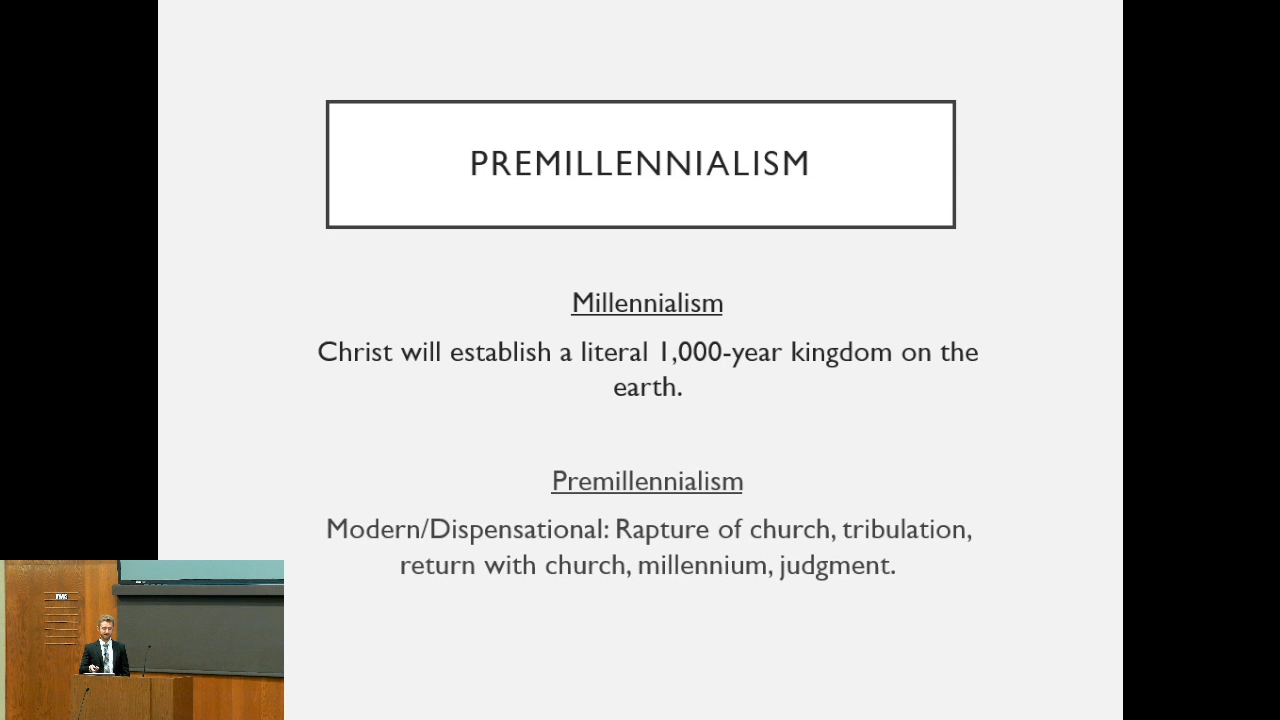 PREMILLENNIALISM
Millennialism
Christ will establish a literal 1,000-year kingdom on the
earth.
Premillennialism
Modern/Dispensational: Rapture of church, tribulation,
return with church, millennium, judgment.